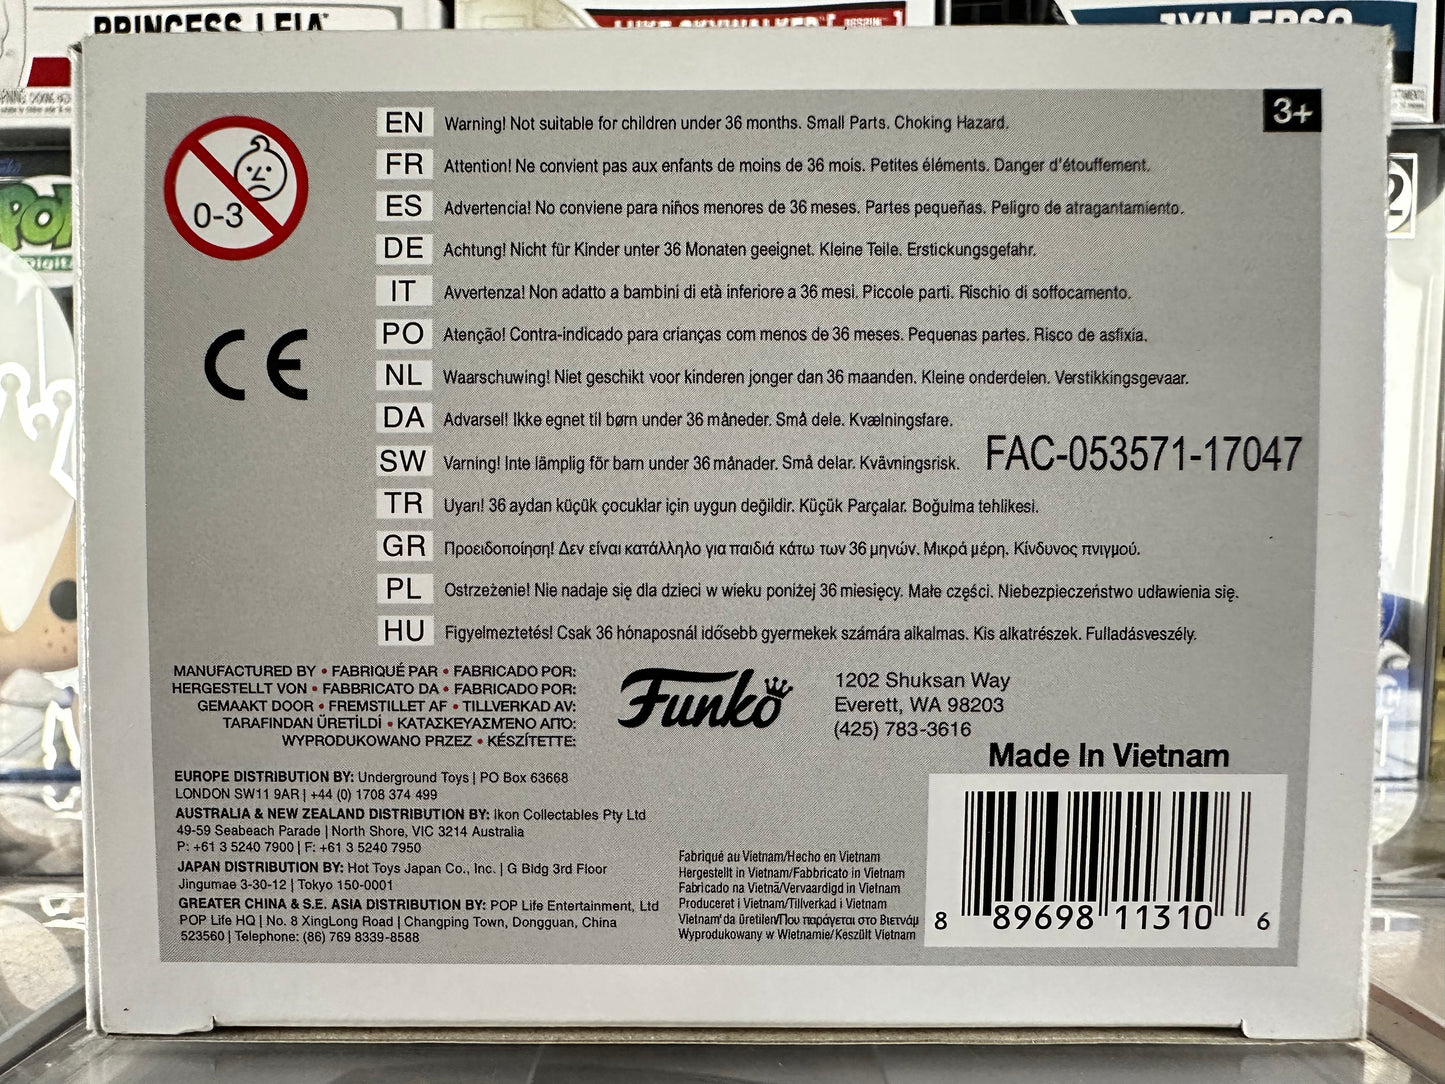 PRINCESS LEIA
LUKE SKYWALKER
JYN ERSO
3+
0-3
CE
EN Warning! Not suitable for children under 36 months. Small Parts. Choking Hazard.
FR Attention! Ne convient pas aux enfants de moins de 36 mois. Petites éléments. Danger d'étouffement.
ES Advertencia! No conviene para niños menores de 36 meses. Partes pequeñas. Peligro de atragantamiento.
DE Achtung! Nicht für Kinder unter 36 Monaten geeignet. Kleine Teile. Erstickungsgefahr.
IT Avvertenza! Non adatto a bambini di età inferiore a 36 mesi. Piccole parti. Rischio di soffocamento.
PO Atenção! Contra-indicado para crianças com menos de 36 meses. Pequenas partes. Risco de asfixia.
NL Waarschuwing! Niet geschikt voor kinderen jonger dan 36 maanden. Kleine onderdelen. Verstikkingsgevaar.
DA Advarsel! Ikke egnet til børn under 36 måneder. Små dele. Kvælningsfare.
SW Varning! Inte lämplig för barn under 36 månader. Små delar. Kvävningsrisk.
FAC-053571-17047
TR Uyarı! 36 aydan küçük çocuklar için uygun değildir. Küçük Parçalar. Boğulma tehlikesi.
GR Προειδοποίηση! Δεν είναι κατάλληλο για παιδιά κάτω των 36 μηνών. Μικρά μέρη. Κίνδυνος πνιγμού.
PL Ostrzeżenie! Nie nadaje się dla dzieci w wieku poniżej 36 miesięcy. Małe części. Niebezpieczeństwo udławienia się.
HU Figyelmeztetés! Csak 36 hónaposnál idősebb gyermekek számára alkalmas. Kis alkatrészek. Fulladásveszély.
MANUFACTURED BY • FABRIQUÉ PAR • FABRICADO POR:
HERGESTELLT VON • FABBRICATO DA • FABRICADO POR:
GEMAAKT DOOR • FREMSTILLET AF • TILLVERKAD AV:
TARAFINDAN ÜRETİLDİ • ΚΑΤΑΣΚΕΥΑΣΜΕΝΟ ΑΠΟ:
WYPRODUKOWANO PRZEZ • KÉSZÍTETTE:
Funko
1202 Shuksan Way
Everett, WA 98203
(425) 783-3616
Made In Vietnam
EUROPE DISTRIBUTION BY: Underground Toys | PO Box 63668
LONDON SW11 9AR | +44 (0) 1708 374 499
AUSTRALIA & NEW ZEALAND DISTRIBUTION BY: Ikon Collectables Pty Ltd
49-59 Seabeach Parade | North Shore, VIC 3214 Australia
P: +61 3 5240 7900 | F: +61 3 5240 7950
JAPAN DISTRIBUTION BY: Hot Toys Japan Co., Inc. | G Bldg 3rd Floor
Jingumae 3-30-12 | Tokyo 150-0001
GREATER CHINA & S.E. ASIA DISTRIBUTION BY: POP Life Entertainment, Ltd
POP Life HQ | No. 8 XingLong Road | Changping Town, Dongguan, China
523560 | Telephone: (86) 769 8339-8588
Fabriqué au Vietnam/Hecho en Vietnam
Hergestellt in Vietnam/Fabbricato in Vietnam
Fabricado na Vietnã/Vervaardigd in Vietnam
Produceret i Vietnam/Tillverkad i Vietnam
Vietnam'da üretilen/Που παράγεται στο Βιετνάμ
Wyprodukowany w Wietnamie/Készült Vietnam
8 89698 11310 6